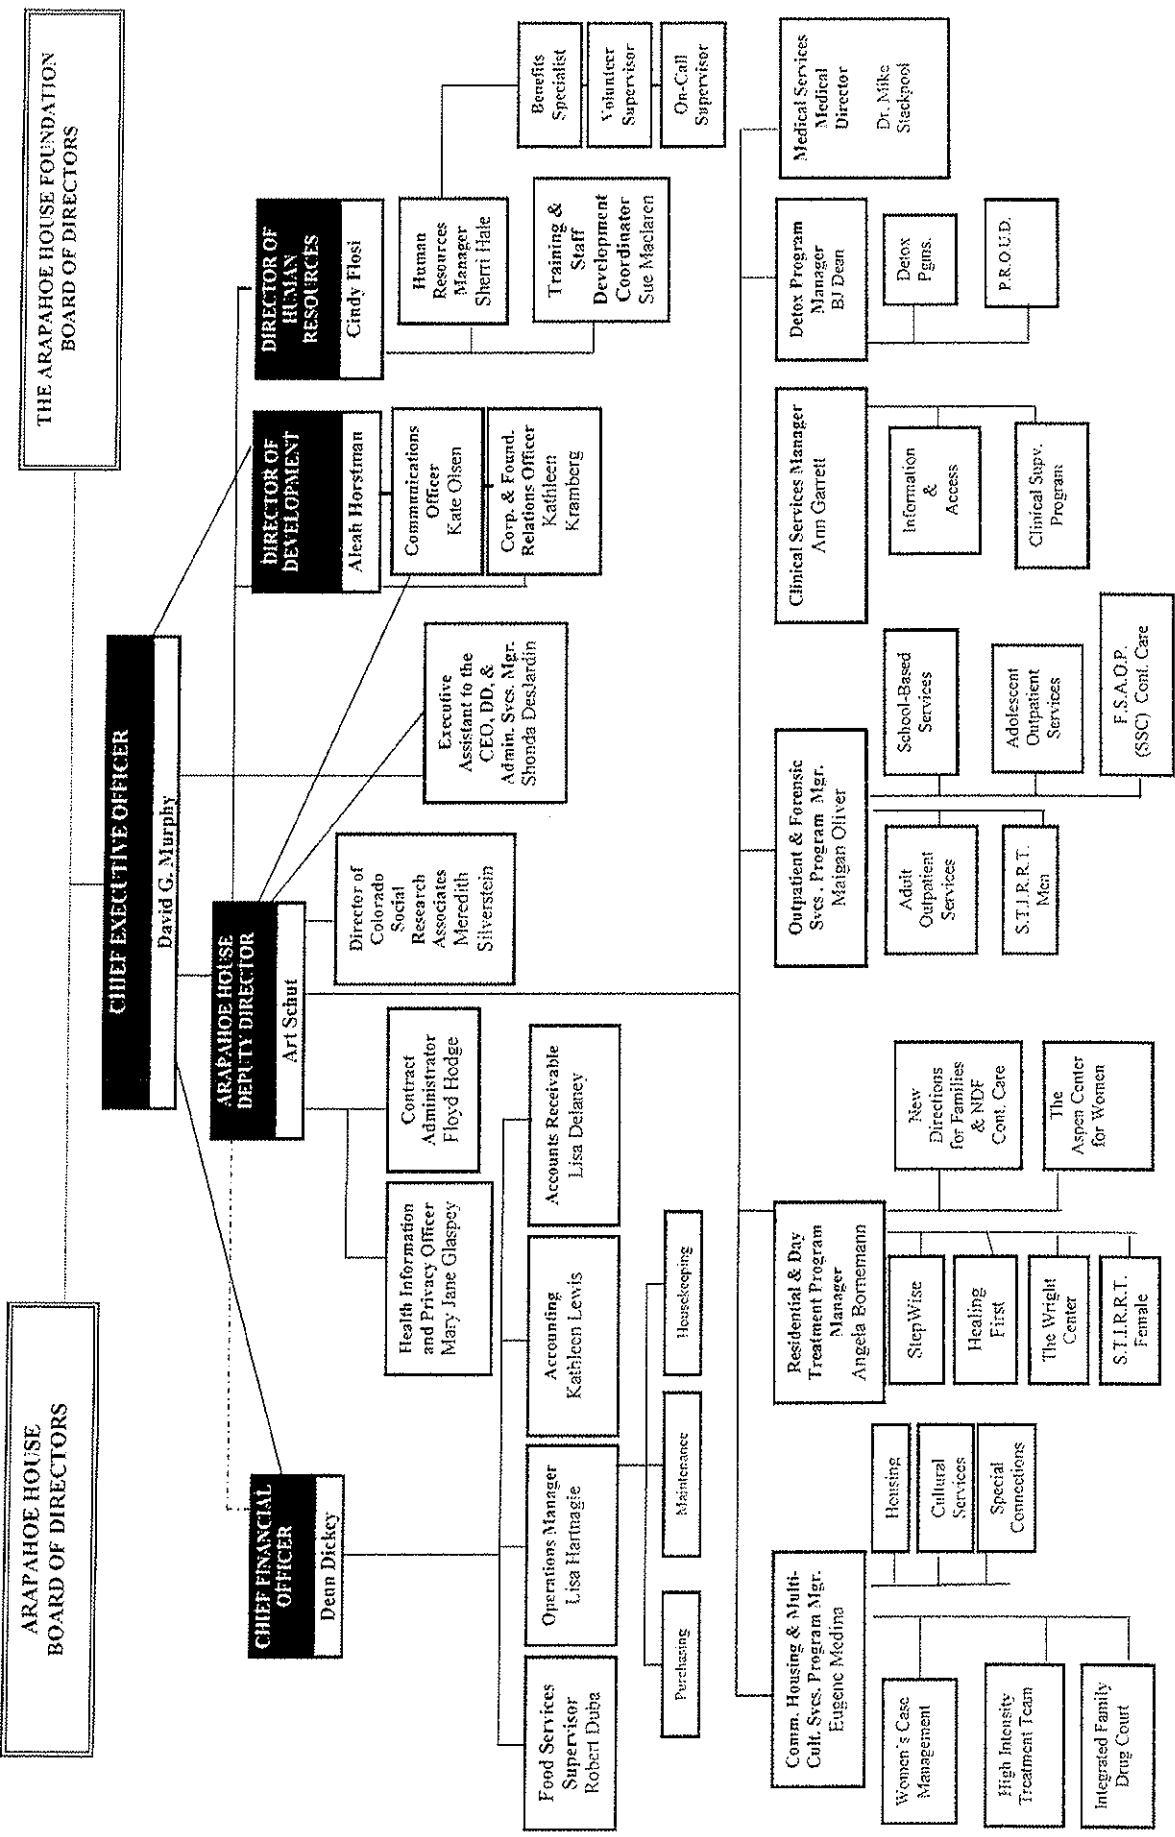 ARAPAHOE HOUSE
BOARD OF DIRECTORS
THE ARAPAHOE HOUSE FOUNDATION
BOARD OF DIRECTORS
CHIEF EXECUTIVE OFFICER
David G. Murphy
CHIEF FINANCIAL
OFFICER
Denn Dickey
ARAPAHOE HOUSE
DEPUTY DIRECTOR
Art Schut
DIRECTOR OF
DEVELOPMENT
Aleah Horstman
DIRECTOR OF
HUMAN
RESOURCES
Cindy Flosi
Health Information
and Privacy Officer
Mary Jane Glaspey
Contract
Administrator
Floyd Hodge
Director of
Colorado
Social
Research
Associates
Meredith
Silverstein
Executive
Assistant to the
CEO, DD, &
Admin. Svcs. Mgr.
Shonda DesJardin
Communications
Officer
Kate Olsen
Corp. & Found.
Relations Officer
Kathleen
Kramberg
Human
Resources
Manager
Sherri Hale
Training &
Staff
Development
Coordinator
Sue Maclaren
Benefits
Specialist
Volunteer
Supervisor
On-Call
Supervisor
Food Services
Supervisor
Robert Duba
Operations Manager
Lisa Hartnagle
Accounting
Kathleen Lewis
Accounts Receivable
Lisa Delaney
Purchasing
Maintenance
Housekeeping
Comm. Housing & Multi-
Cult. Svcs. Program Mgr.
Eugene Medina
Women's Case
Management
High Intensity
Treatment Team
Integrated Family
Drug Court
Housing
Cultural
Services
Special
Connections
Residential & Day
Treatment Program
Manager
Angela Bornemann
StepWise
Healing
First
The Wright
Center
S.T.I.R.R.T.
Female
New
Directions
for Families
& NDF
Cont. Care
The
Aspen Center
for Women
Outpatient & Forensic
Svcs. Program Mgr.
Maigan Oliver
Adult
Outpatient
Services
S.T.I.R.R.T.
Men
School-Based
Services
Adolescent
Outpatient
Services
F.S.A.O.P.
(SSC) Cont. Care
Clinical Services Manager
Ann Garrett
Information
&
Access
Clinical Supv.
Program
Detox Program
Manager
BJ Dean
Detox
Pgms.
P.R.O.U.D.
Medical Services
Medical
Director
Dr. Mike
Stackpool